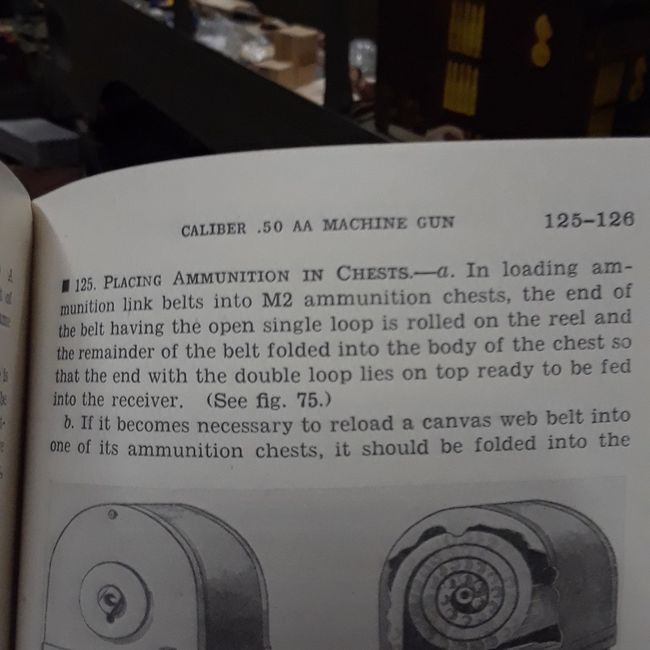 CALIBER .50 AA MACHINE GUN 125–126
125. PLACING AMMUNITION IN CHESTS.—a. In loading am-
munition link belts into M2 ammunition chests, the end of
the belt having the open single loop is rolled on the reel and
the remainder of the belt folded into the body of the chest so
that the end with the double loop lies on top ready to be fed
into the receiver. (See fig. 75.)
b. If it becomes necessary to reload a canvas web belt into
one of its ammunition chests, it should be folded into the